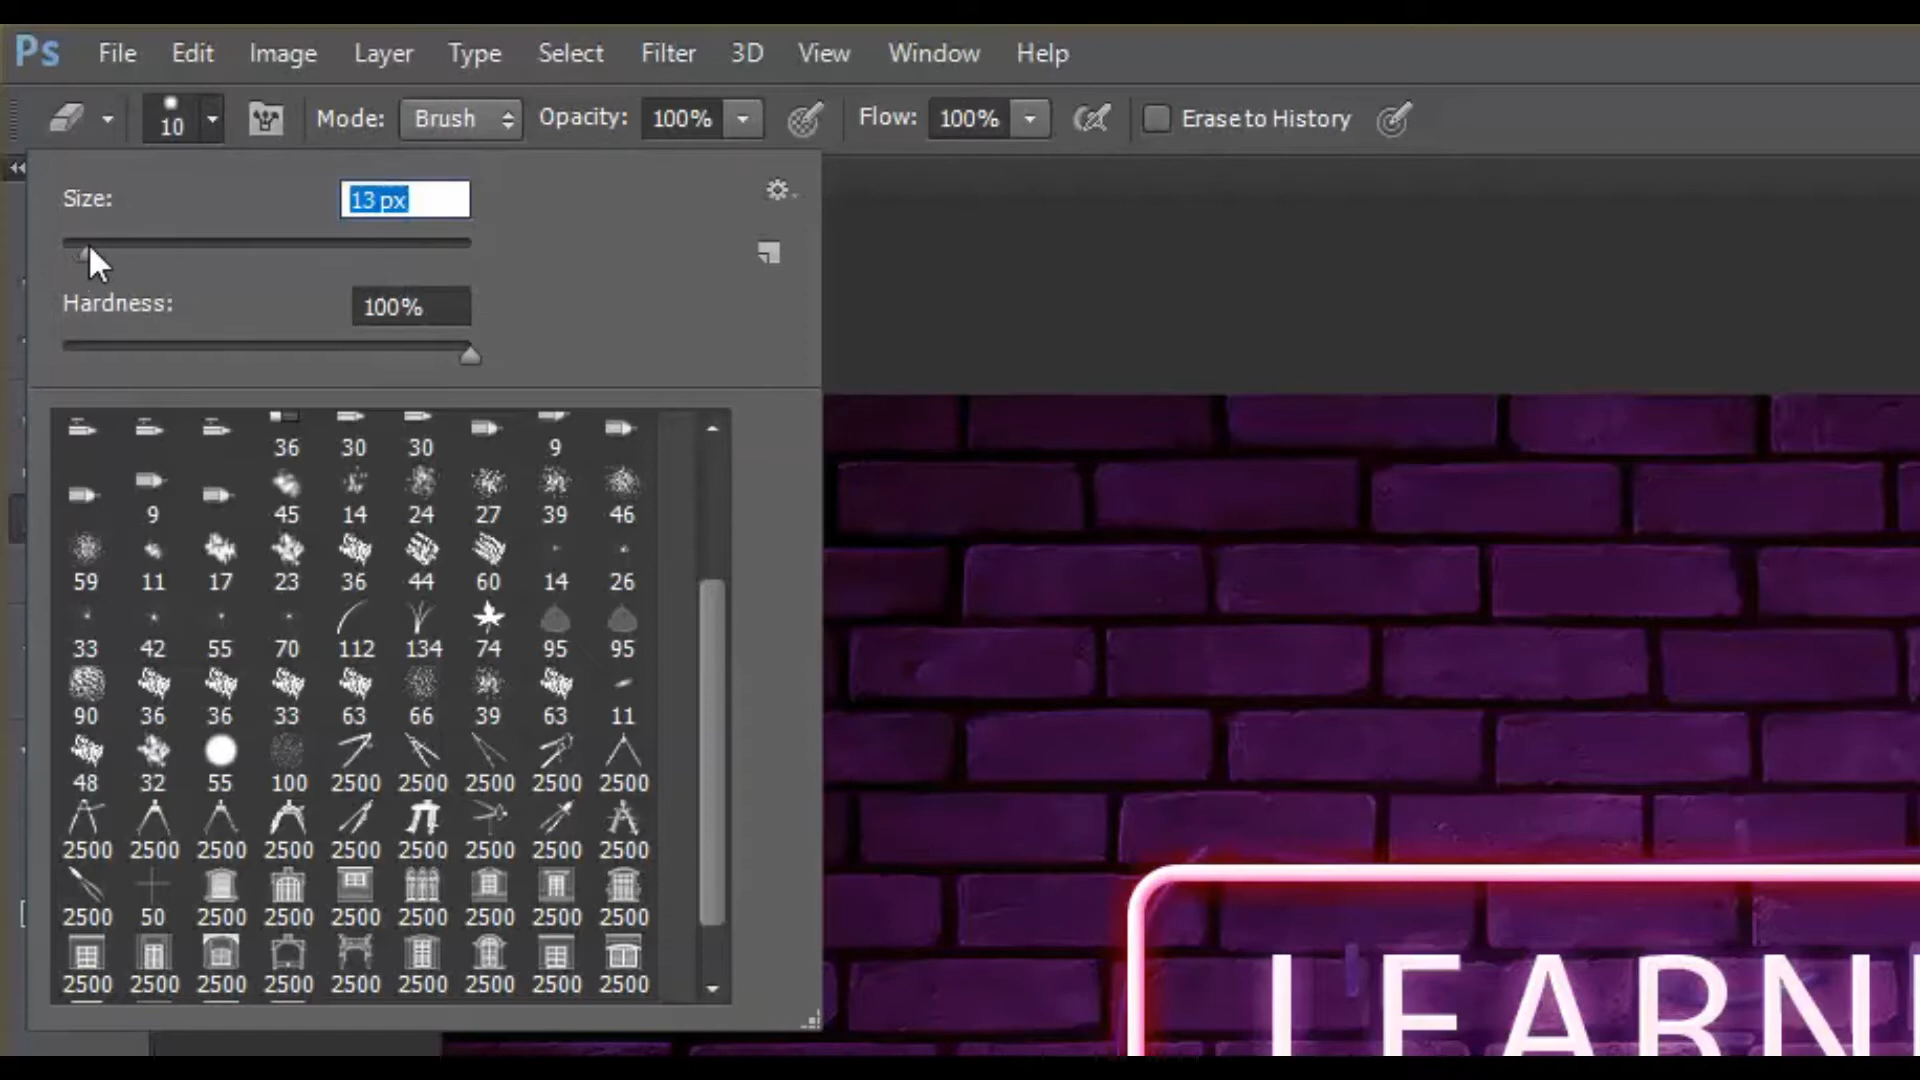 Ps File Edit Image Layer Type Select Filter 3D View Window Help
10 Mode: Brush Opacity: 100% Flow: 100% Erase to History
Size: 13 px
Hardness: 100%
36 30 30 9
9 45 14 24 27 39 46
59 11 17 23 36 44 60 14 26
33 42 55 70 112 134 74 95 95
90 36 36 33 63 66 39 63 11
48 32 55 100 2500 2500 2500 2500 2500
2500 2500 2500 2500 2500 2500 2500 2500 2500
2500 50 2500 2500 2500 2500 2500 2500 2500
2500 2500 2500 2500 2500 2500 2500 2500 2500
LEARN